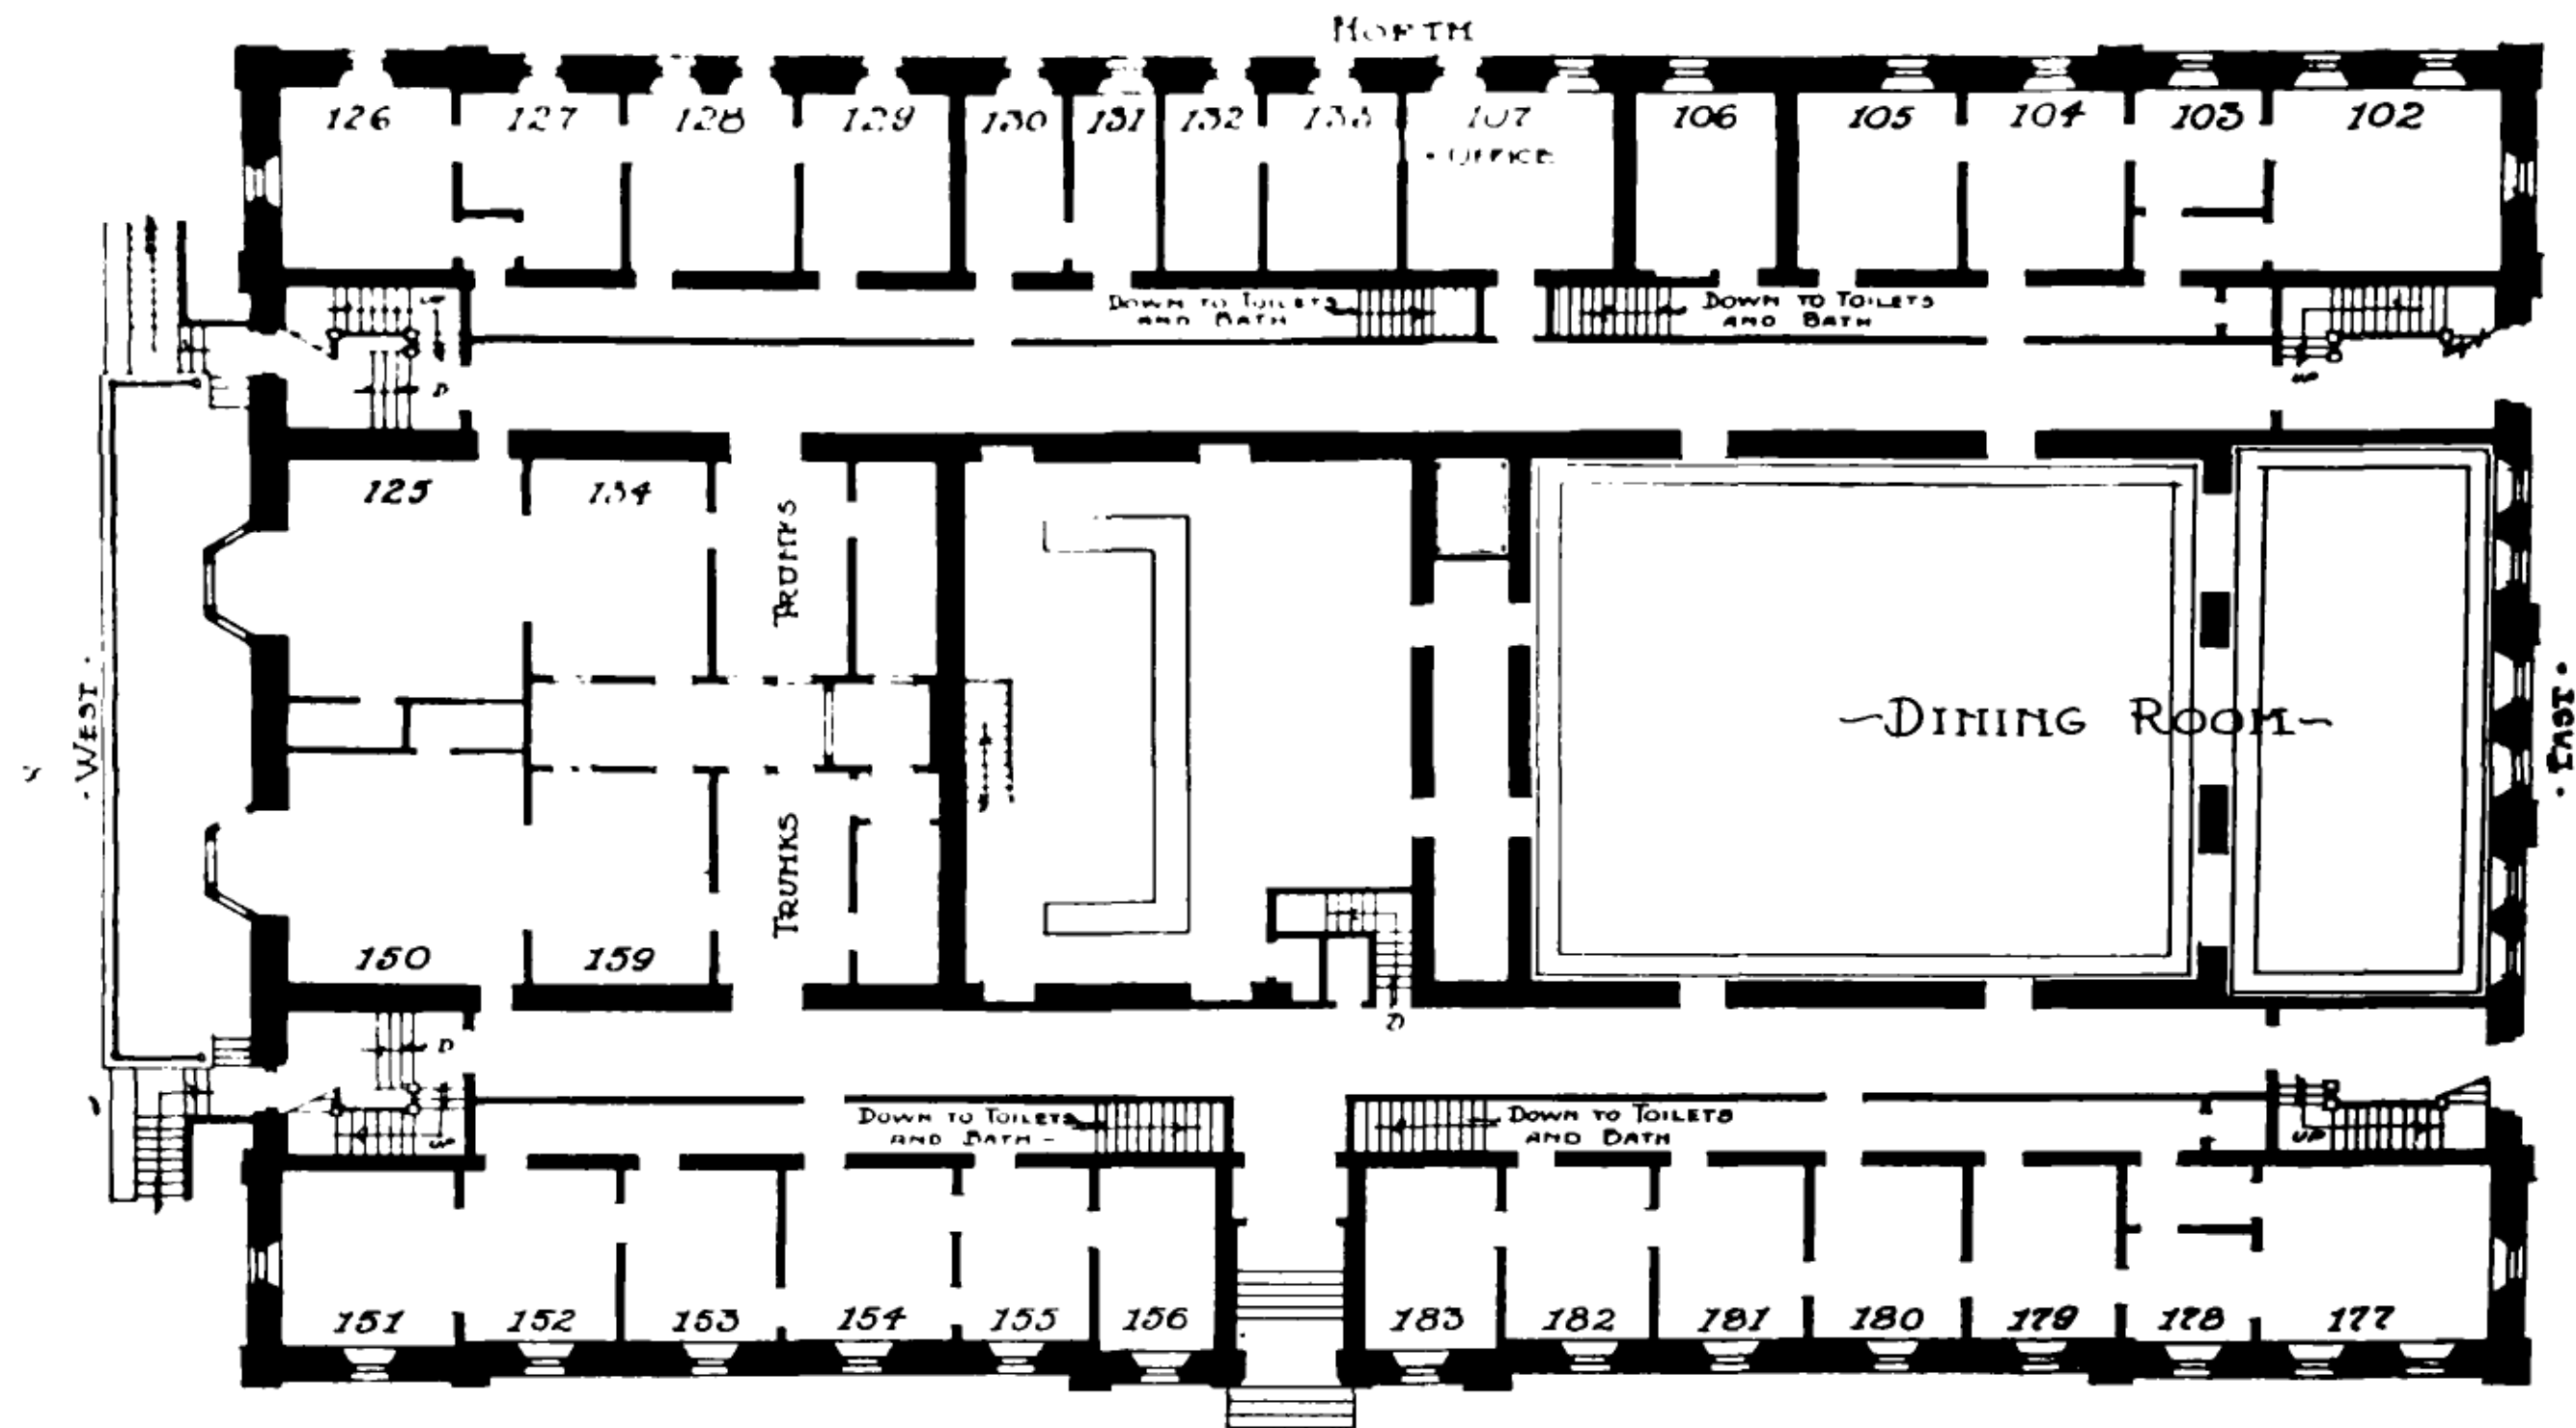 NORTH
126 127 128 129 130 131 132 133 107 106 105 104 103 102
OFFICE
UP
DOWN TO TOILETS
AND BATH
DOWN TO TOILETS
AND BATH
D
UP
125 134
TRUNKS
WEST
DINING ROOM
EAST
TRUNKS
150 159
D
D
UP
DOWN TO TOILETS
AND BATH
DOWN TO TOILETS
AND BATH
UP
151 152 153 154 155 156 183 182 181 180 179 178 177